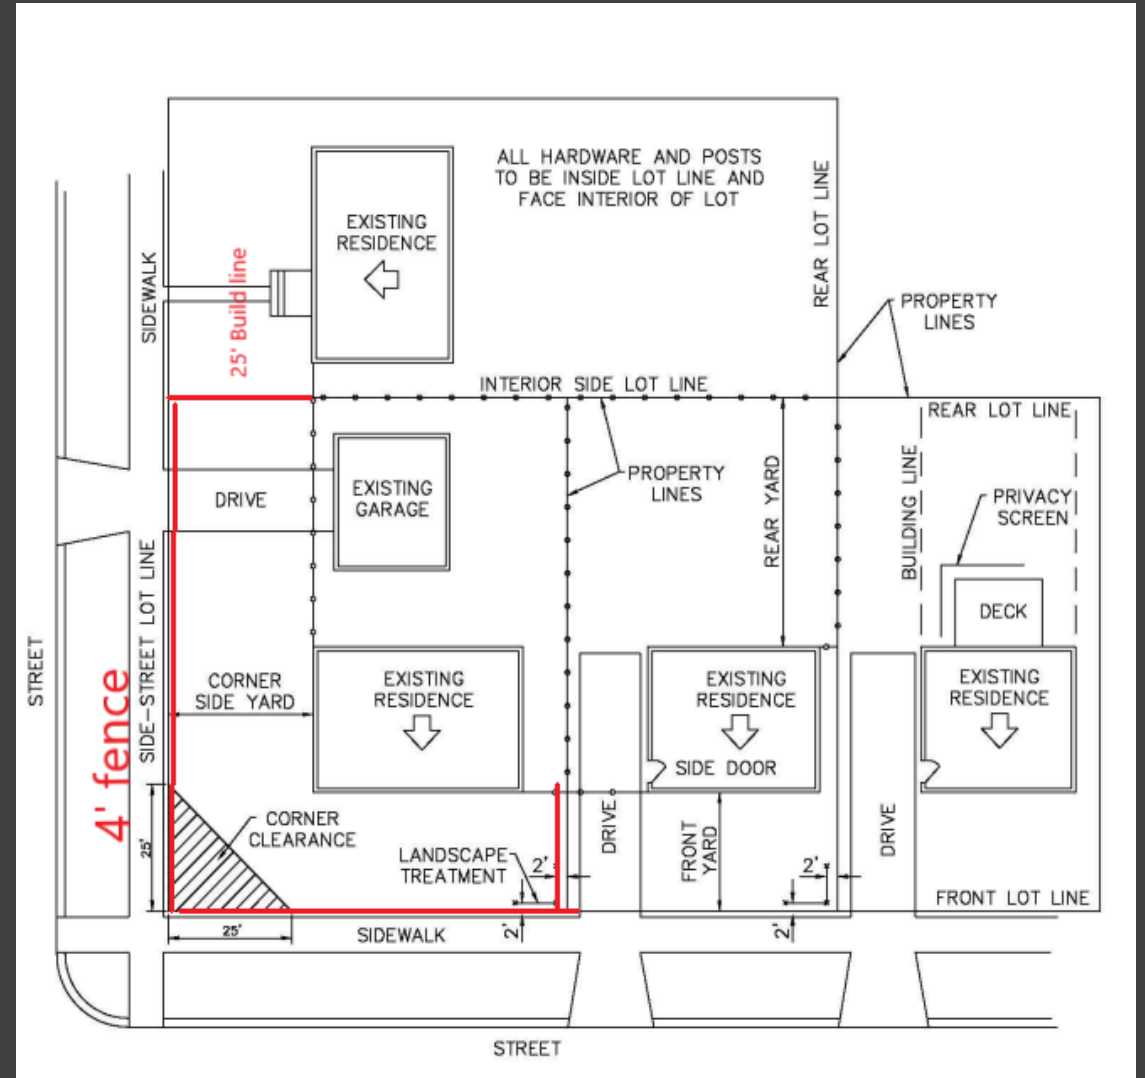 ALL HARDWARE AND POSTS
TO BE INSIDE LOT LINE AND
FACE INTERIOR OF LOT
EXISTING
RESIDENCE
SIDEWALK
25' Build line
REAR LOT LINE
PROPERTY
LINES
INTERIOR SIDE LOT LINE
REAR LOT LINE
DRIVE
EXISTING
GARAGE
PROPERTY
LINES
REAR YARD
BUILDING LINE
PRIVACY
SCREEN
DECK
STREET
SIDE-STREET LOT LINE
4' fence
CORNER
SIDE YARD
EXISTING
RESIDENCE
EXISTING
RESIDENCE
SIDE DOOR
EXISTING
RESIDENCE
25'
CORNER
CLEARANCE
LANDSCAPE
TREATMENT
2'
DRIVE
FRONT
YARD
2'
DRIVE
FRONT LOT LINE
25'
SIDEWALK
2'
2'
STREET